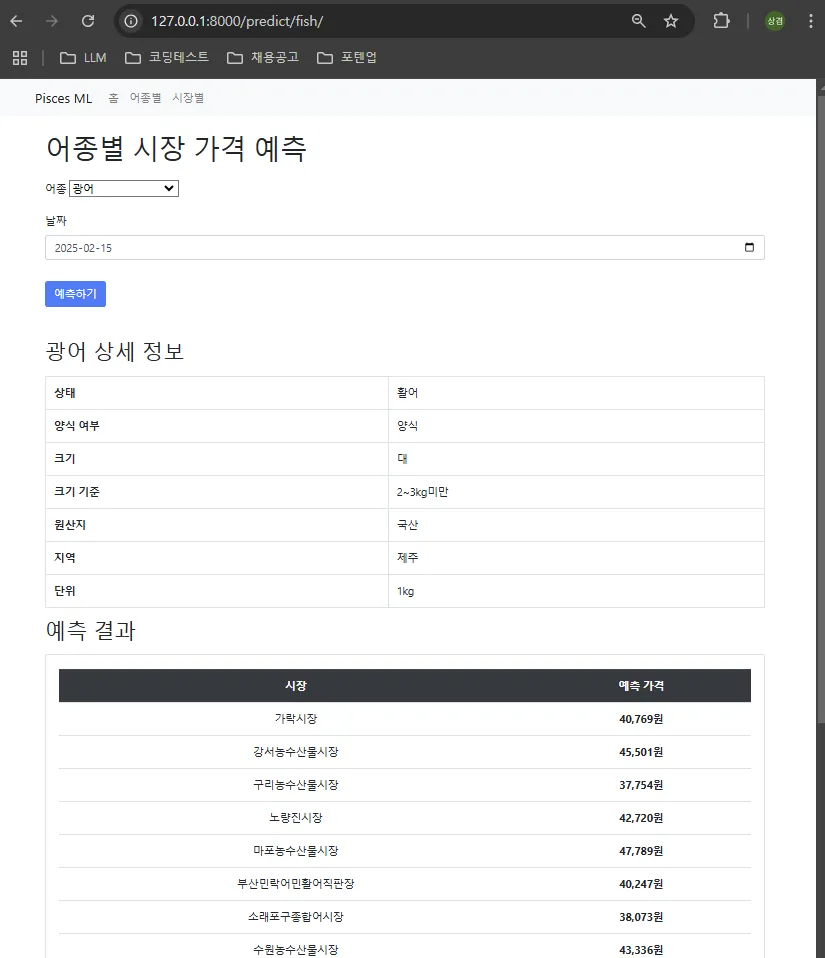 127.0.0.1:8000/predict/fish/
상겸
LLM 코딩테스트 채용공고 포텐업
Pisces ML 홈 어종별 시장별
어종별 시장 가격 예측
어종 광어
날짜
2025-02-15
예측하기
광어 상세 정보
상태 활어
양식 여부 양식
크기 대
크기 기준 2~3kg미만
원산지 국산
지역 제주
단위 1kg
예측 결과
시장 예측 가격
가락시장 40,769원
강서농수산물시장 45,501원
구리농수산물시장 37,754원
노량진시장 42,720원
마포농수산물시장 47,789원
부산민락어민활어직판장 40,247원
소래포구종합어시장 38,073원
수원농수산물시장 43,336원